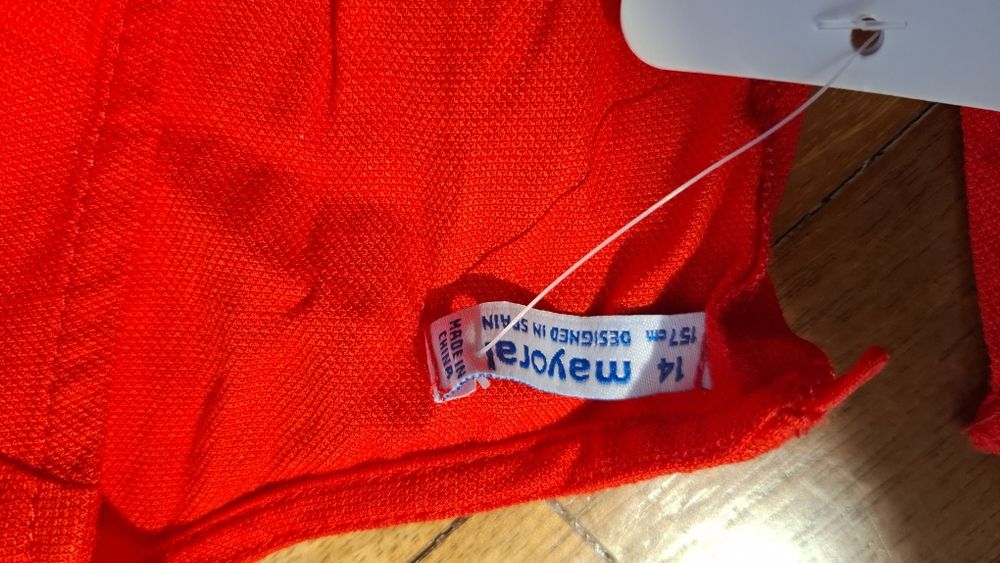 14
157cm
mayoral
DESIGNED IN SPAIN
MADE IN
CHINA